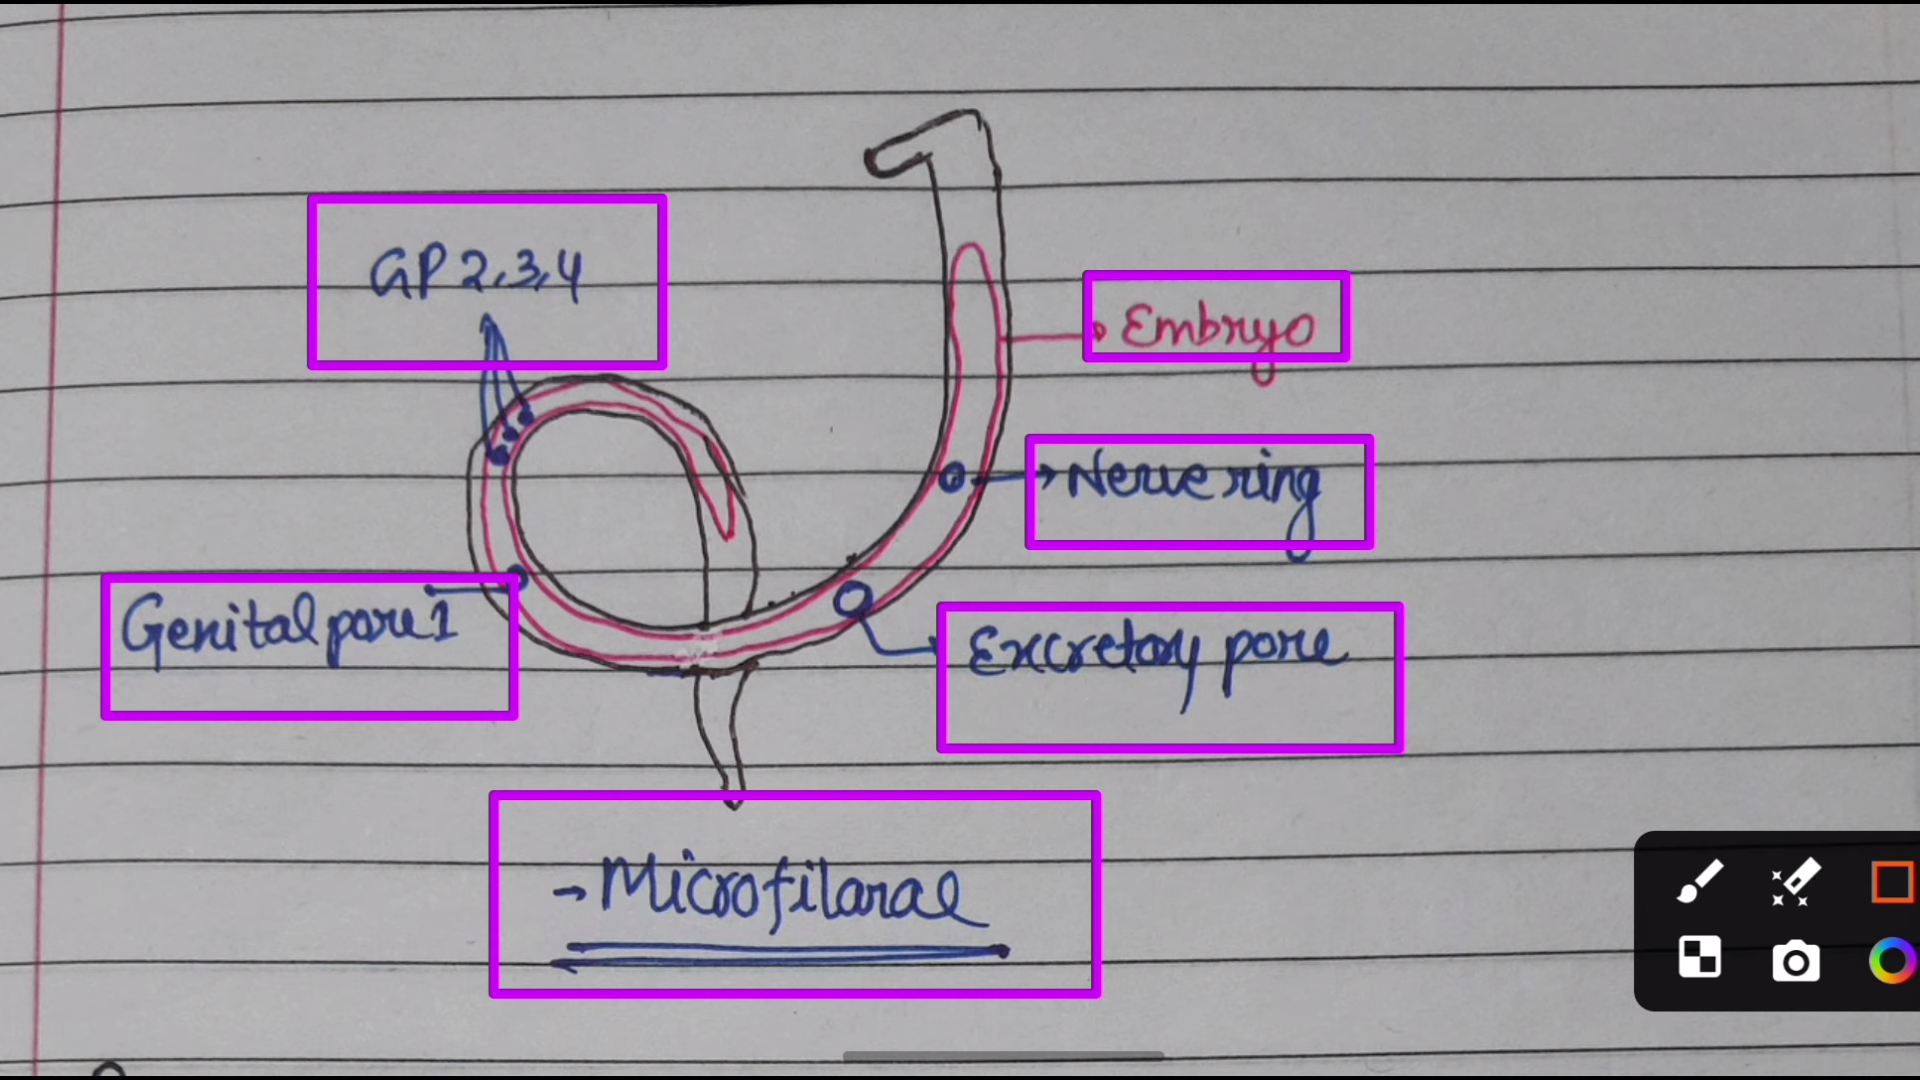 GP 2,3,4
Embryo
Nerve ring
Genital pore 1
Excretory pore
→ Microfilarae